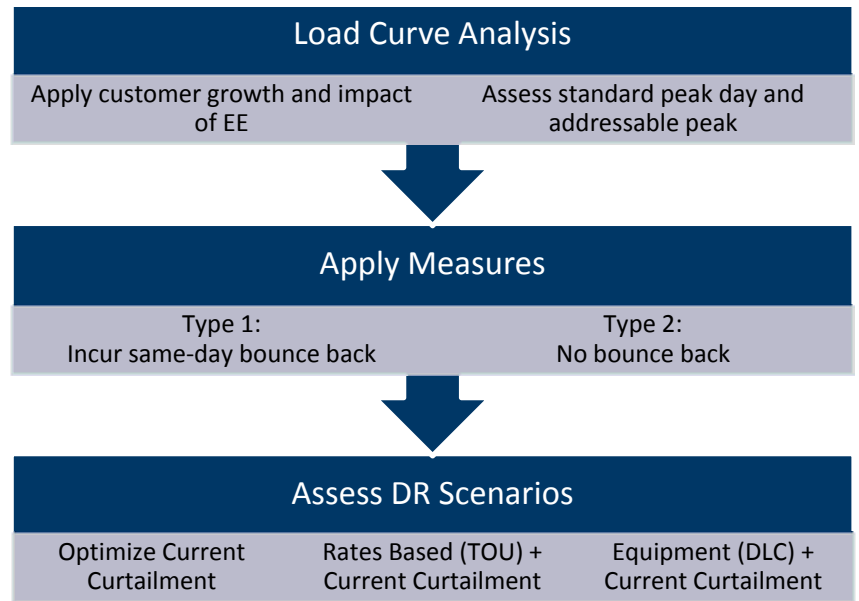 Load Curve Analysis
Apply customer growth and impact
of EE
Assess standard peak day and
addressable peak
Apply Measures
Type 1:
Incur same-day bounce back
Type 2:
No bounce back
Assess DR Scenarios
Optimize Current
Curtailment
Rates Based (TOU) +
Current Curtailment
Equipment (DLC) +
Current Curtailment